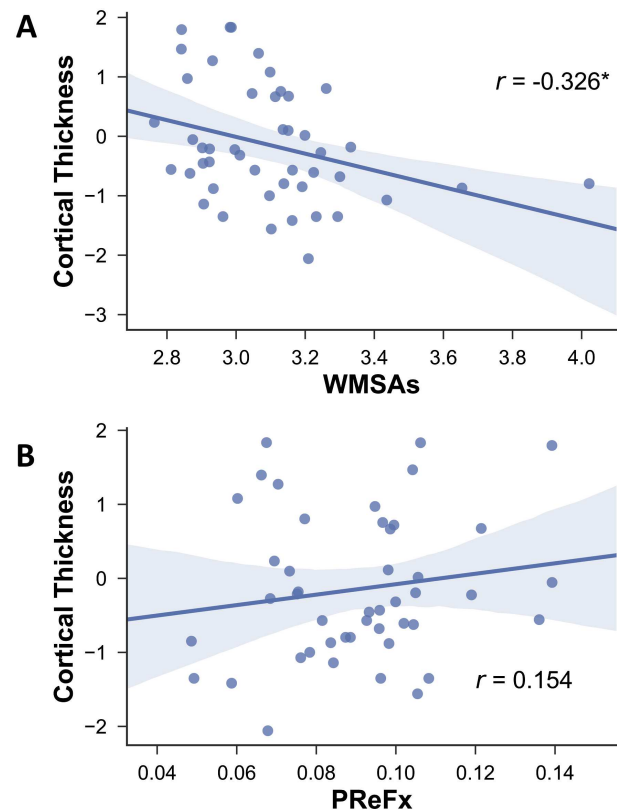 A
2
1
0
−1
−2
−3
Cortical Thickness
r = -0.326*
2.8 3.0 3.2 3.4 3.6 3.8 4.0
WMSAs
B
2
1
0
−1
−2
Cortical Thickness
r = 0.154
0.04 0.06 0.08 0.10 0.12 0.14
PReFx